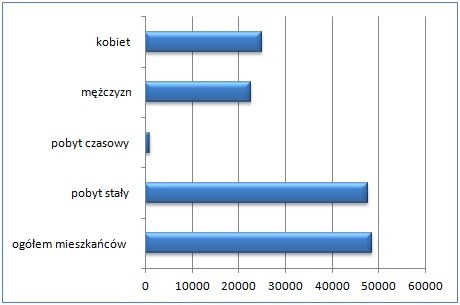 kobiet
mężczyzn
pobyt czasowy
pobyt stały
ogółem mieszkańców
0 10000 20000 30000 40000 50000 60000